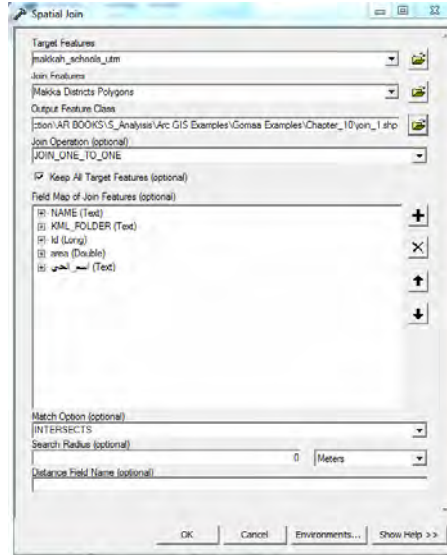 Spatial Join
Target Features
makkah_schools_utm
Join Features
Makka Districts Polygons
Output Feature Class
ction\AR BOOKS\S_Analysis\Arc GIS Examples\Gomaa Examples\Chapter_10\join_1.shp
Join Operation (optional)
JOIN_ONE_TO_ONE
Keep All Target Features (optional)
Field Map of Join Features (optional)
NAME (Text)
KML_FOLDER (Text)
Id (Long)
area (Double)
اسم_الحي (Text)
Match Option (optional)
INTERSECTS
Search Radius (optional)
0 Meters
Distance Field Name (optional)
OK Cancel Environments... Show Help >>